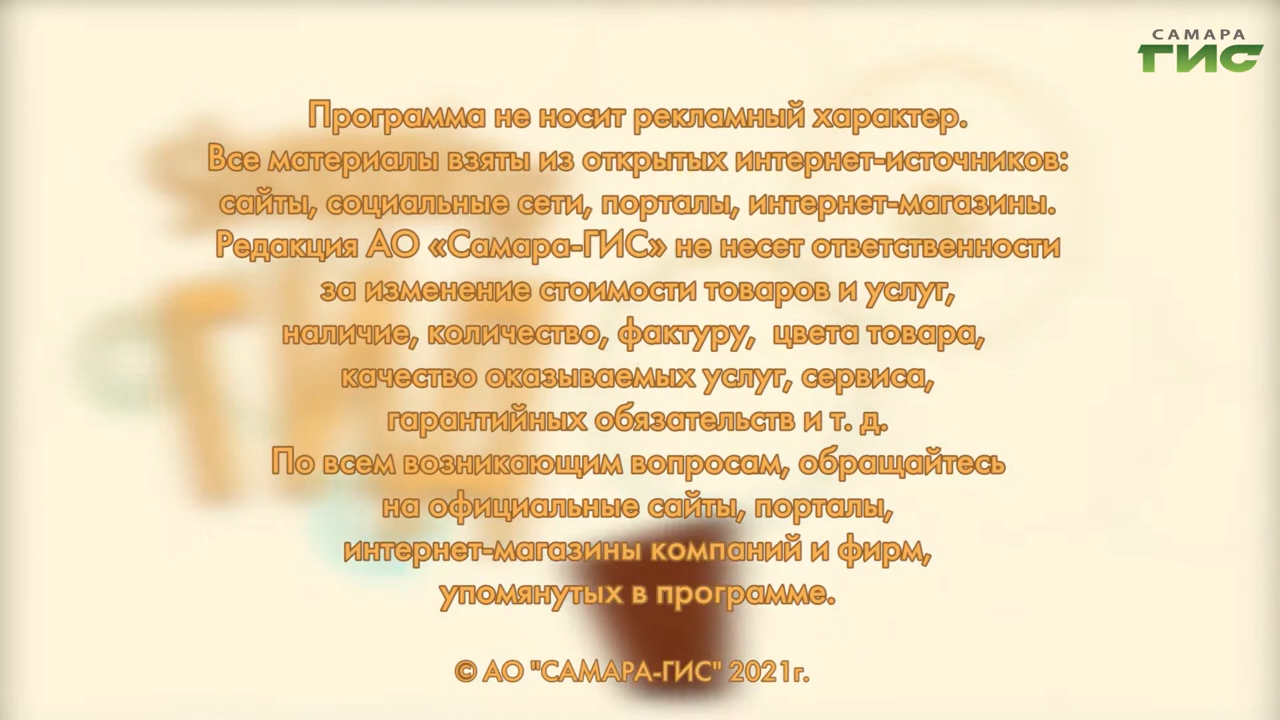 САМАРА
ГИС
Программа не носит рекламный характер.
Все материалы взяты из открытых интернет-источников:
сайты, социальные сети, порталы, интернет-магазины.
Редакция АО «Самара-ГИС» не несет ответственности
за изменение стоимости товаров и услуг,
наличие, количество, фактуру, цвета товара,
качество оказываемых услуг, сервиса,
гарантийных обязательств и т. д.
По всем возникающим вопросам, обращайтесь
на официальные сайты, порталы,
интернет-магазины компаний и фирм,
упомянутых в программе.
© АО "САМАРА-ГИС" 2021г.